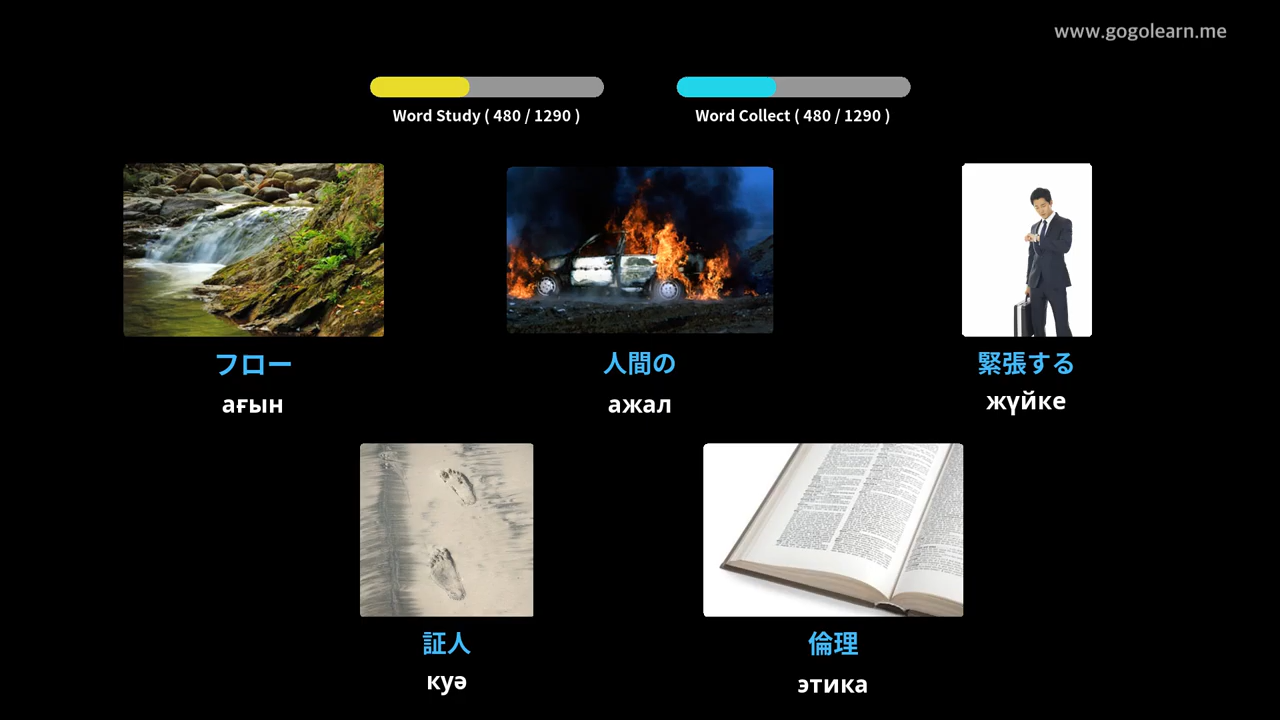 www.gogolearn.me
Word Study ( 480 / 1290 )
Word Collect ( 480 / 1290 )
フロー
ағын
人間の
ажал
緊張する
жүйке
証人
куә
倫理
этика